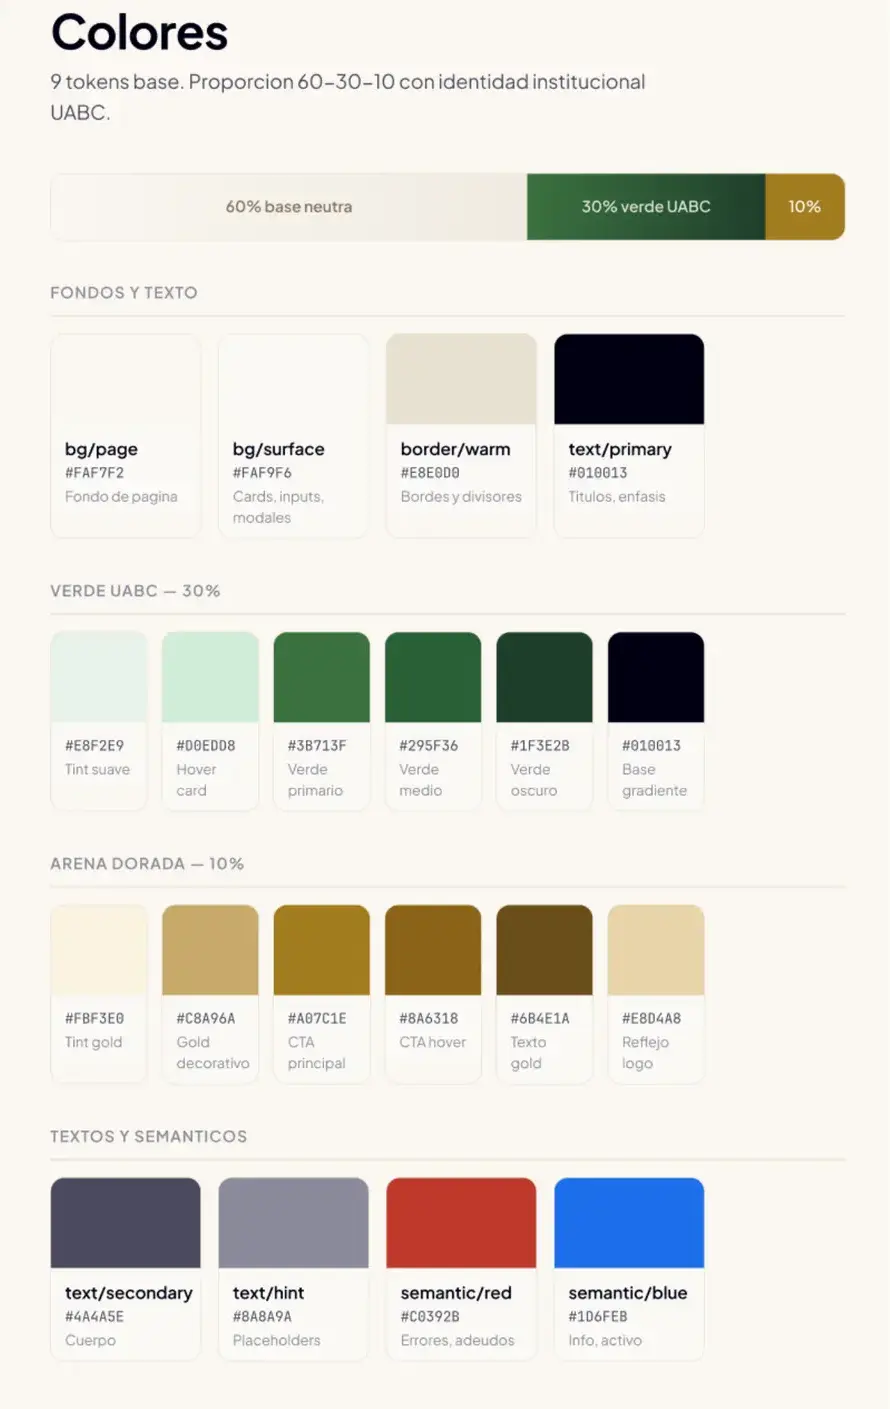 Colores
9 tokens base. Proporcion 60–30–10 con identidad institucional
UABC.
60% base neutra
30% verde UABC
10%
FONDOS Y TEXTO
bg/page
#FAF7F2
Fondo de pagina
bg/surface
#FAF9F6
Cards, inputs,
modales
border/warm
#E8E0D0
Bordes y divisores
text/primary
#010013
Titulos, enfasis
VERDE UABC — 30%
#E8F2E9
Tint suave
#D0EDD8
Hover
card
#3B713F
Verde
primario
#295F36
Verde
medio
#1F3E2B
Verde
oscuro
#010013
Base
gradiente
ARENA DORADA — 10%
#FBF3E0
Tint gold
#C8A96A
Gold
decorativo
#A07C1E
CTA
principal
#8A6318
CTA hover
#6B4E1A
Texto
gold
#E8D4A8
Reflejo
logo
TEXTOS Y SEMANTICOS
text/secondary
#4A4A5E
Cuerpo
text/hint
#8A8A9A
Placeholders
semantic/red
#C0392B
Errores, adeudos
semantic/blue
#1D6FEB
Info, activo